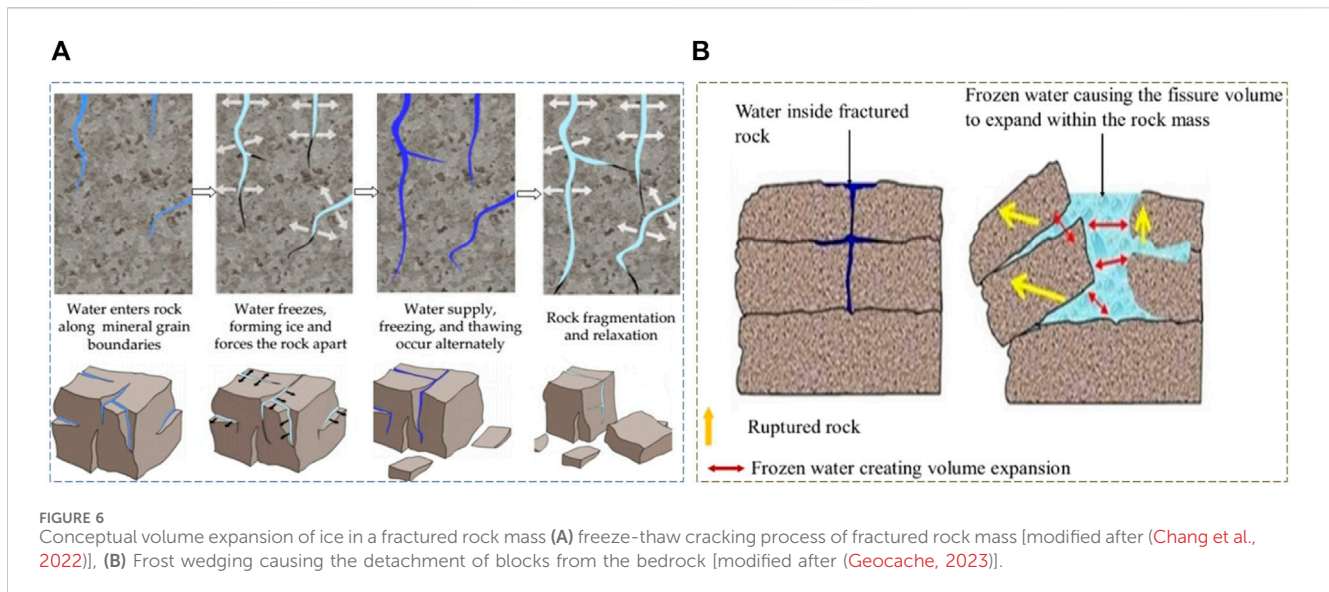 A
B
Water enters rock
along mineral grain
boundaries
Water freezes,
forming ice and
forces the rock apart
Water supply,
freezing, and thawing
occur alternately
Rock fragmentation
and relaxation
Water inside fractured
rock
Frozen water causing the fissure volume
to expand within the rock mass
Ruptured rock
Frozen water creating volume expansion
FIGURE 6
Conceptual volume expansion of ice in a fractured rock mass (A) freeze-thaw cracking process of fractured rock mass [modified after (Chang et al.,
2022)], (B) Frost wedging causing the detachment of blocks from the bedrock [modified after (Geocache, 2023)].